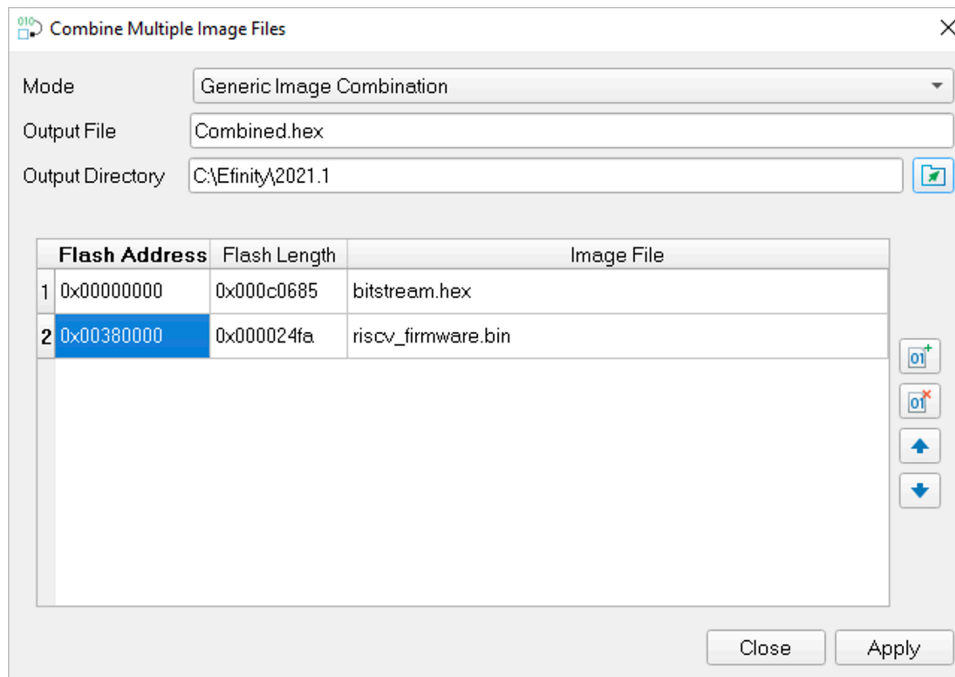 Combine Multiple Image Files
Mode Generic Image Combination
Output File Combined.hex
Output Directory C:\Efinity\2021.1
Flash Address Flash Length Image File
1 0x00000000 0x000c0685 bitstream.hex
2 0x00380000 0x000024fa riscv_firmware.bin
Close Apply